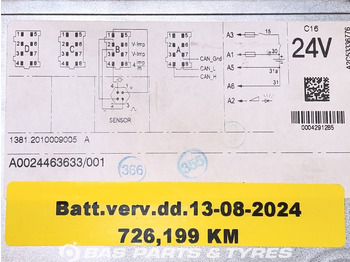 C16
24V
A3
15
A1
30
A5
31
31a
A6
A2
D
C
B
A
V-Imp
V-Imp
CAN_Gnd
CAN_L
CAN_H
SENSOR
0004291285
1381.2010009005 A
A0024463633/001
366
355
Batt.verv.dd.13-08-2024
726,199 KM
BAS PARTS & TYRES